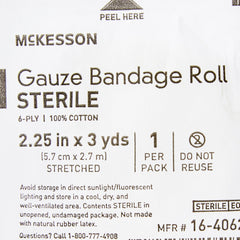 PEEL HERE
McKESSON
Gauze Bandage Roll
STERILE
6-PLY | 100% COTTON
2.25 in x 3 yds
(5.7 cm x 2.7 m)
STRETCHED
1
PER
PACK
2
DO NOT
REUSE
Avoid storage in direct sunlight/fluorescent
lighting and store in a cool, dry, and
well-ventilated area. Contents STERILE in
unopened, undamaged package. Not made
with natural rubber latex.
Questions? Call 1-800-777-4908
STERILE EO
MFR # 16-4062